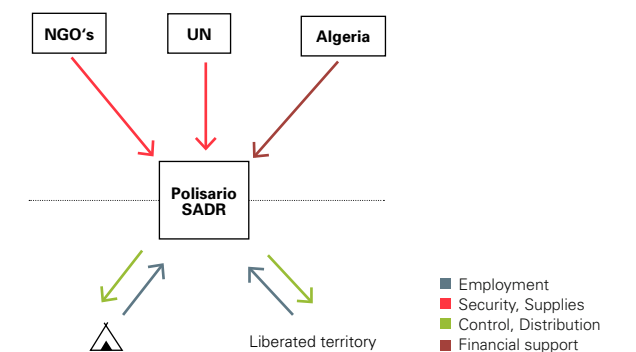 NGO's
UN
Algeria
Polisario
SADR
Liberated territory
Employment
Security, Supplies
Control, Distribution
Financial support